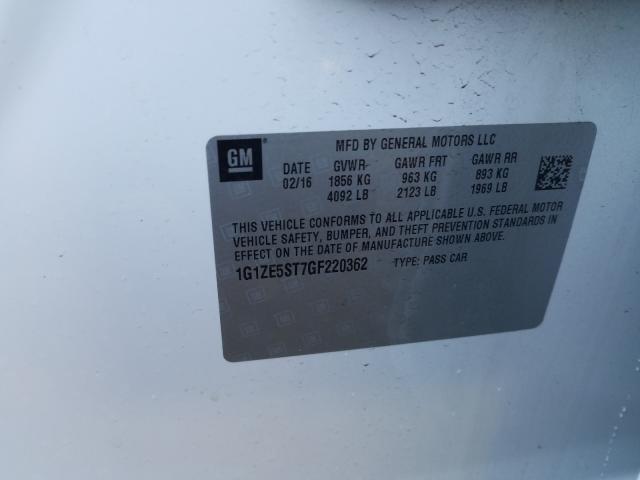 GM
MFD BY GENERAL MOTORS LLC
DATE GVWR GAWR FRT GAWR RR
02/16 1856 KG 963 KG 893 KG
4092 LB 2123 LB 1969 LB
THIS VEHICLE CONFORMS TO ALL APPLICABLE U.S. FEDERAL MOTOR
VEHICLE SAFETY, BUMPER, AND THEFT PREVENTION STANDARDS IN
EFFECT ON THE DATE OF MANUFACTURE SHOWN ABOVE.
1G1ZE5ST7GF220362 TYPE: PASS CAR